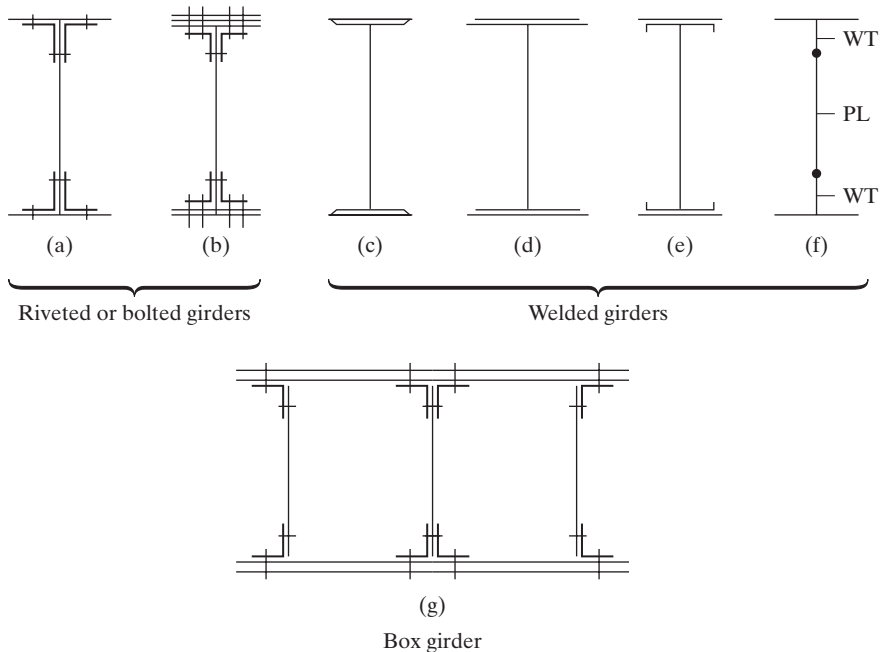 WT
PL
WT
(a)
(b)
(c)
(d)
(e)
(f)
Riveted or bolted girders
Welded girders
(g)
Box girder